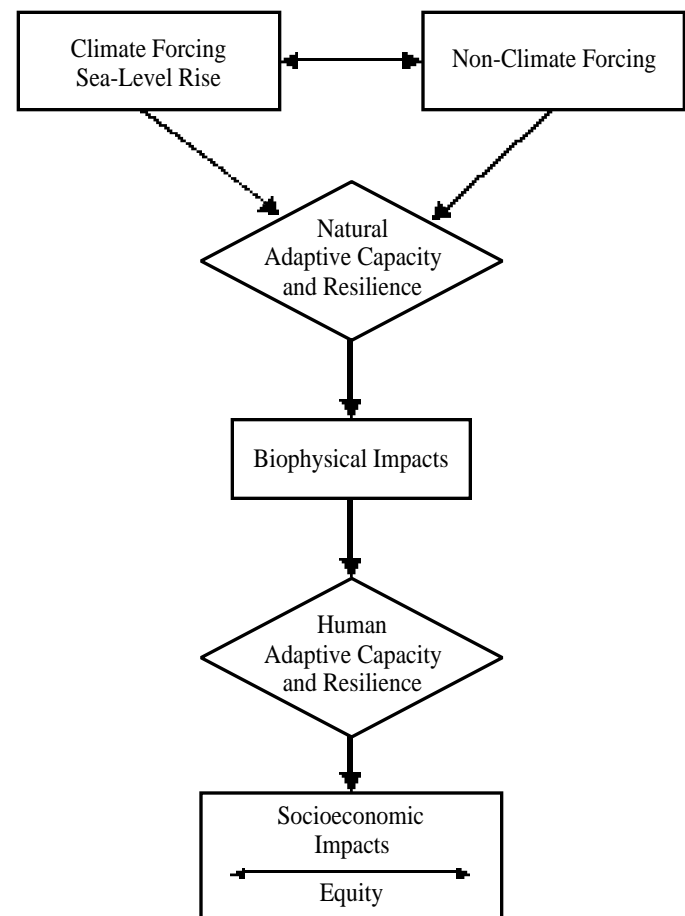 Climate Forcing
Sea-Level Rise
Non-Climate Forcing
Natural
Adaptive Capacity
and Resilience
Biophysical Impacts
Human
Adaptive Capacity
and Resilience
Socioeconomic
Impacts
Equity